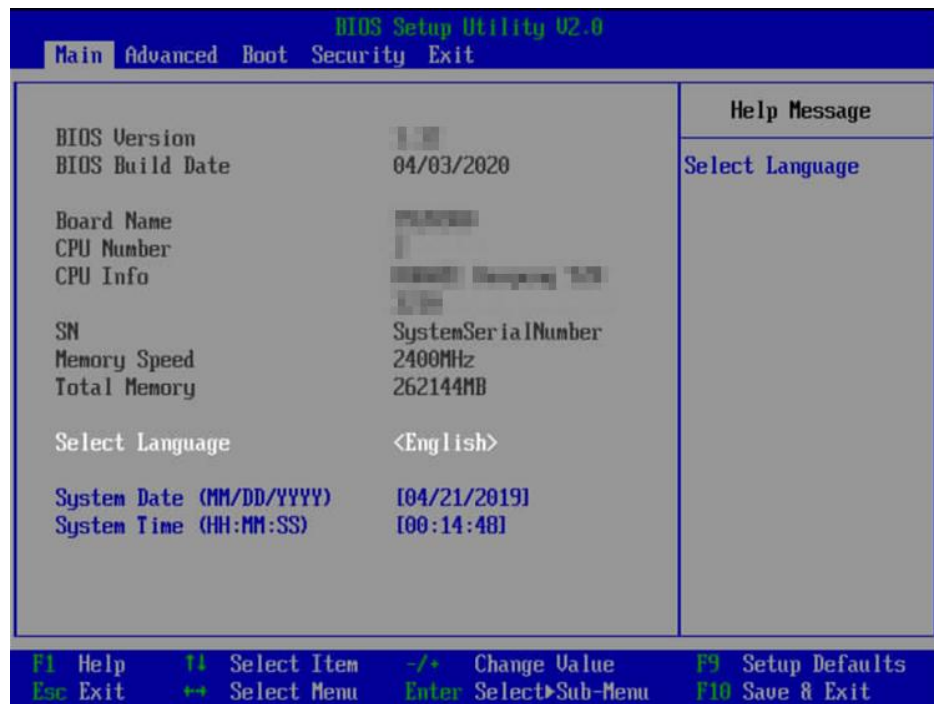 BIOS Setup Utility V2.0
Main Advanced Boot Security Exit
Help Message
Select Language
BIOS Version
BIOS Build Date 04/03/2020
Board Name
CPU Number
CPU Info
SN SystemSerialNumber
Memory Speed 2400MHz
Total Memory 262144MB
Select Language <English>
System Date (MM/DD/YYYY) [04/21/2019]
System Time (HH:MM:SS) [00:14:48]
F1 Help ↑↓ Select Item -/+ Change Value F9 Setup Defaults
Esc Exit ↔ Select Menu Enter Select▶Sub-Menu F10 Save & Exit